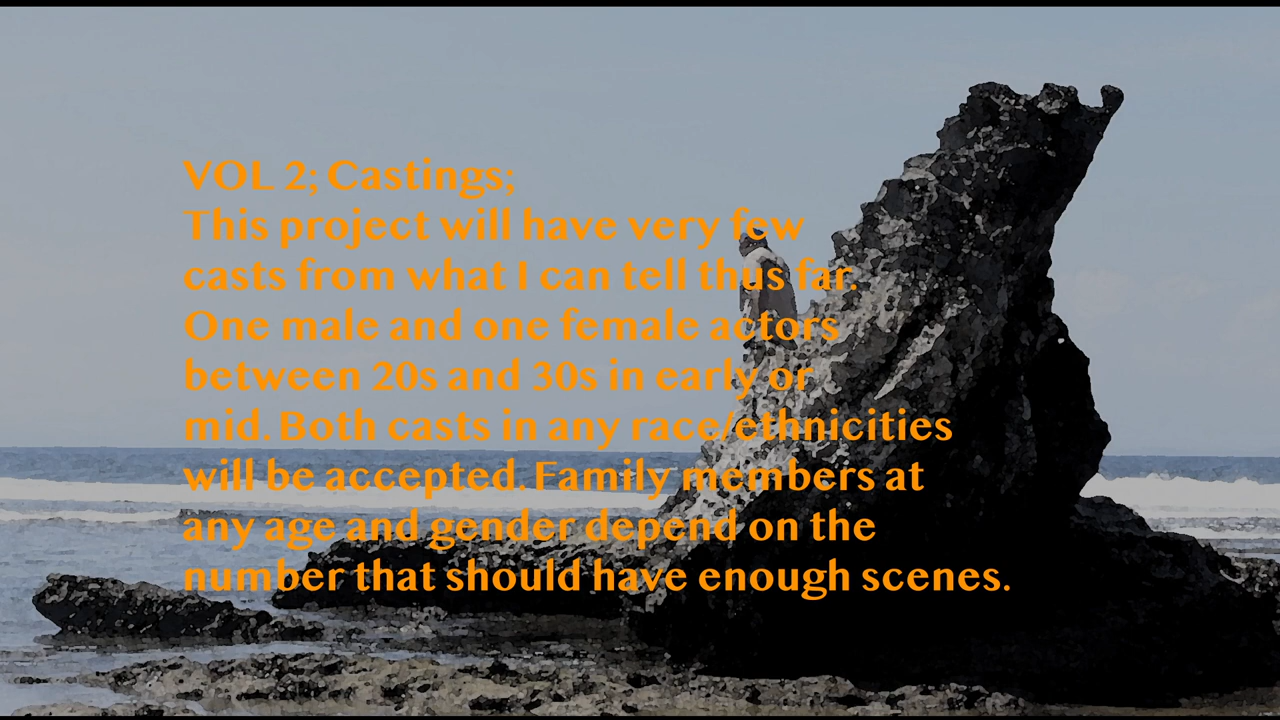 VOL 2; Castings;
This project will have very few
casts from what I can tell thus far.
One male and one female actors
between 20s and 30s in early or
mid. Both casts in any race/ethnicities
will be accepted. Family members at
any age and gender depend on the
number that should have enough scenes.